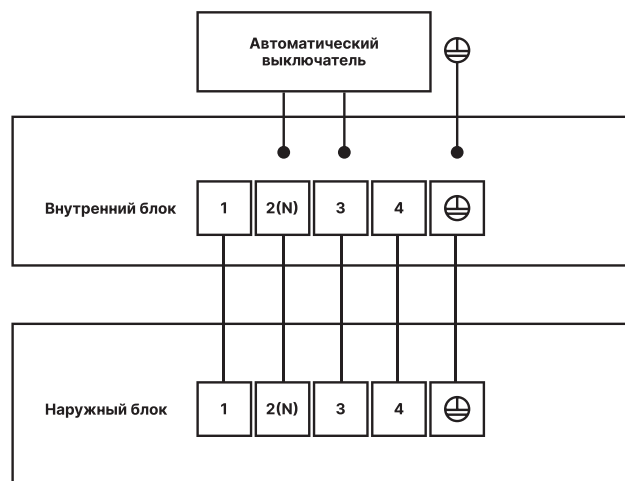 Автоматический
выключатель
Внутренний блок 1 2(N) 3 4
Наружный блок 1 2(N) 3 4